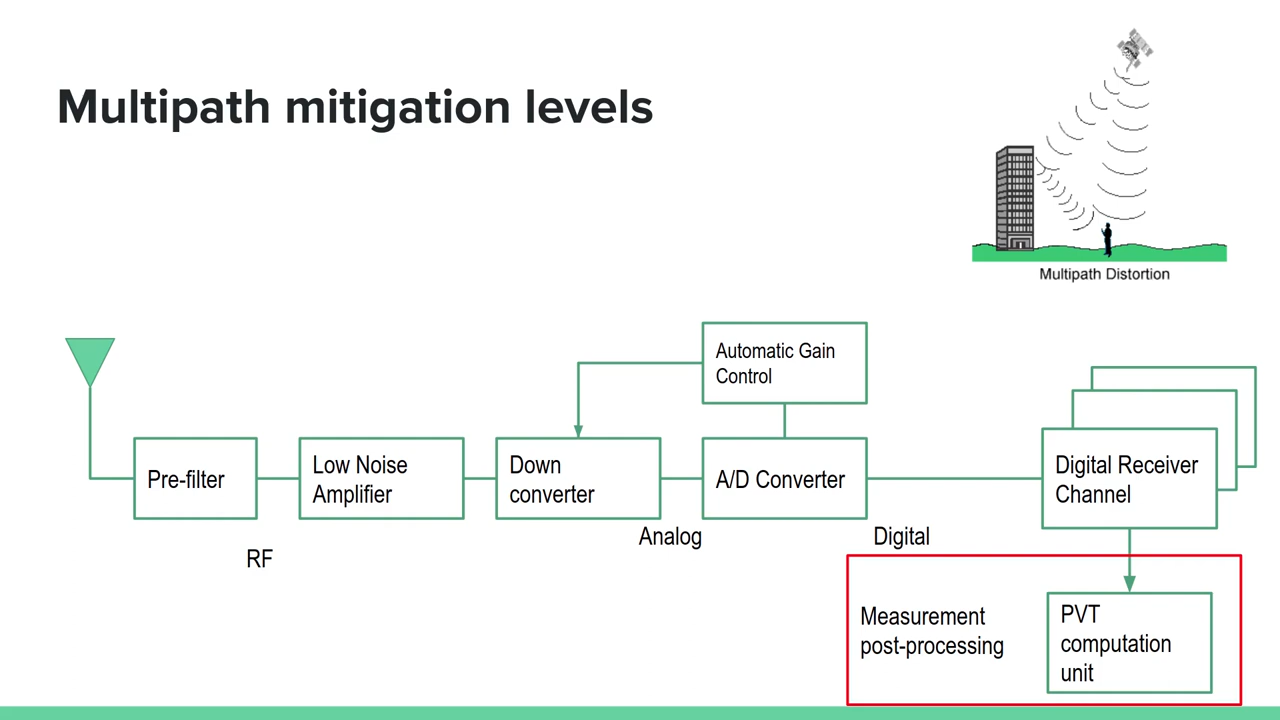 Multipath mitigation levels
Multipath Distortion
Automatic Gain
Control
Pre-filter
Low Noise
Amplifier
Down
converter
A/D Converter
Digital Receiver
Channel
RF
Analog
Digital
Measurement
post-processing
PVT
computation
unit